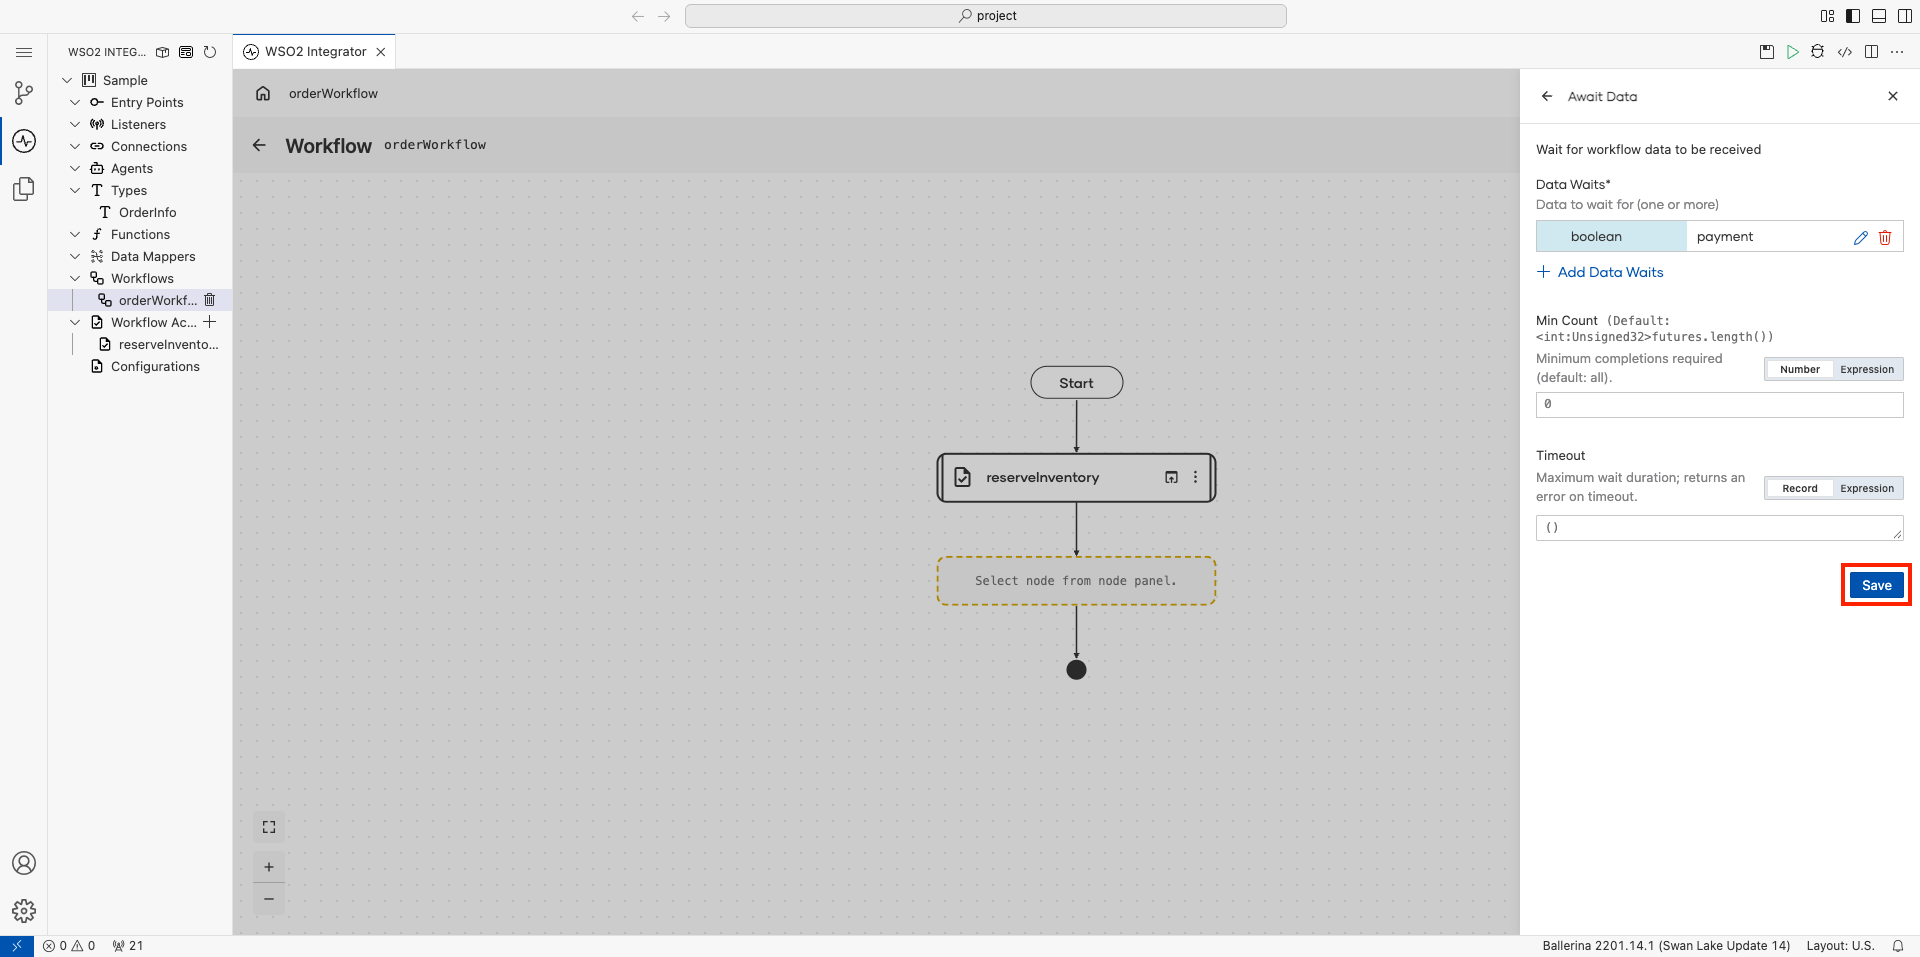 project
WSO2 INTEG...
WSO2 Integrator
Sample
Entry Points
Listeners
Connections
Agents
Types
OrderInfo
Functions
Data Mappers
Workflows
orderWorkf...
Workflow Ac...
reserveInvento...
Configurations
orderWorkflow
Workflow orderWorkflow
Start
reserveInventory
Select node from node panel.
Await Data
Wait for workflow data to be received
Data Waits*
Data to wait for (one or more)
boolean payment
Add Data Waits
Min Count (Default:
<int:Unsigned32>futures.length())
Minimum completions required
(default: all).
Number Expression
0
Timeout
Maximum wait duration; returns an
error on timeout.
Record Expression
()
Save
0 0 21
Ballerina 2201.14.1 (Swan Lake Update 14) Layout: U.S.